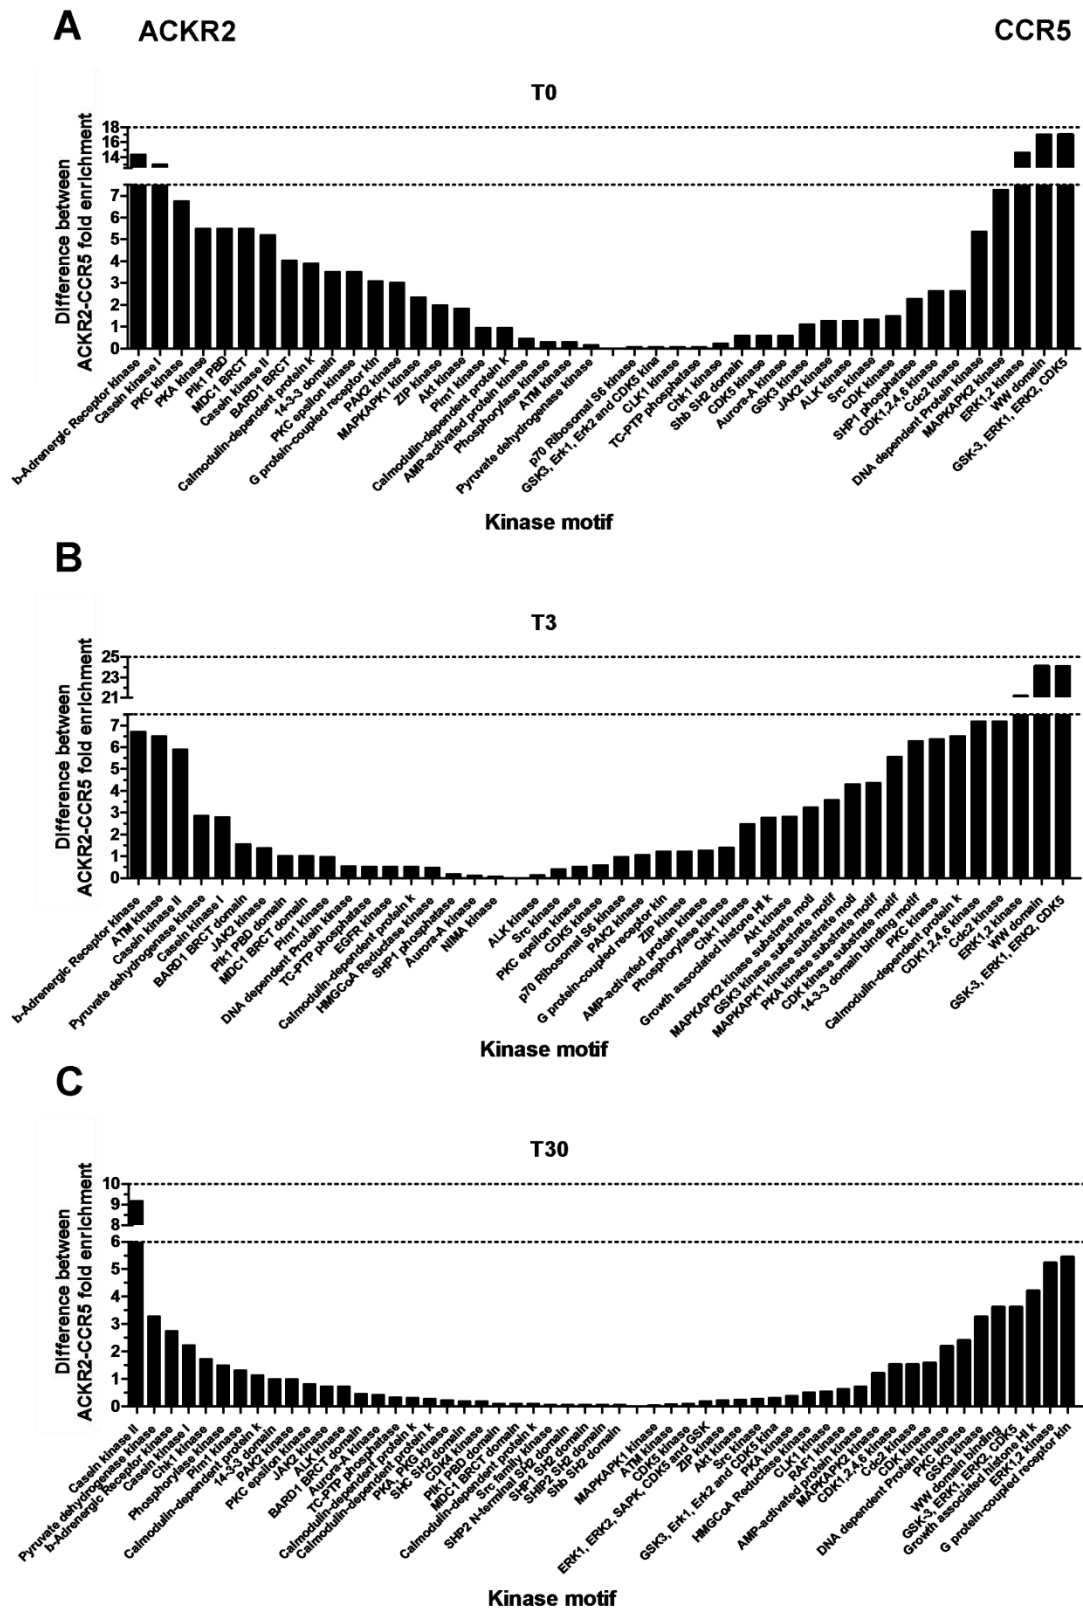 A ACKR2 CCR5
T0
Difference between
ACKR2-CCR5 fold enrichment
18
16
14
7
6
5
4
3
2
1
0
b-Adrenergic Receptor kinase
Casein kinase I
PKC kinase
PKA kinase
Plk1 PBD
MDC1 BRCT
Casein kinase II
BARD1 BRCT
Calmodulin-dependent protein k
14-3-3 domain
PKC epsilon kinase
G protein-coupled receptor kin
PAK2 kinase
MAPKAPK1 kinase
ZIP kinase
Akt kinase
Pim1 kinase
Calmodulin-dependent protein k
AMP-activated protein kinase
Phosphorylase kinase
ATM kinase
Pyruvate dehydrogenase kinase
p70 Ribosomal S6 kinase
GSK3, Erk1, Erk2 and CDK5 kina
CLK1 kinase
TC-PTP phosphatase
Chk1 kinase
Shb SH2 domain
CDK5 kinase
Aurora-A kinase
GSK3 kinase
JAK2 kinase
ALK kinase
Src kinase
CDK kinase
SHP1 phosphatase
CDK1,2,4,6 kinase
Cdc2 kinase
DNA dependent Protein kinase
MAPKAPK2 kinase
ERK1,2 kinase
WW domain
GSK-3, ERK1, ERK2, CDK5
Kinase motif
B
T3
Difference between
ACKR2-CCR5 fold enrichment
25
21
7
6
5
4
3
2
1
0
b-Adrenergic Receptor kinase
ATM kinase
Casein kinase II
Pyruvate dehydrogenase kinase
Casein kinase I
BARD1 BRCT domain
JAK2 kinase
Plk1 PBD domain
MDC1 BRCT domain
Pim1 kinase
DNA dependent Protein kinase
TC-PTP phosphatase
EGFR kinase
Calmodulin-dependent protein k
HMGCoA Reductase kinase
SHP1 phosphatase
Aurora-A kinase
NIMA kinase
ALK kinase
Src kinase
PKC epsilon kinase
CDK5 kinase
p70 Ribosomal S6 kinase
PAK2 kinase
G protein-coupled receptor kin
ZIP kinase
AMP-activated protein kinase
Phosphorylase kinase
Chk1 kinase
Growth associated histone HI k
Akt kinase
MAPKAPK2 kinase substrate motif
GSK3 kinase substrate motif
MAPKAPK1 kinase substrate motif
PKA kinase substrate motif
CDK kinase substrate motif
14-3-3 domain binding motif
PKC kinase
Calmodulin-dependent protein k
CDK1,2,4,6 kinase
Cdc2 kinase
ERK1,2 kinase
WW domain
GSK-3, ERK1, ERK2, CDK5
Kinase motif
C
T30
Difference between
ACKR2-CCR5 fold enrichment
10
9
8
6
5
4
3
2
1
0
Casein kinase II
Pyruvate dehydrogenase kinase
b-Adrenergic Receptor kinase
Casein kinase I
Chk1 kinase
Phosphorylase kinase
Pim1 kinase
Calmodulin-dependent protein k
14-3-3 domain
PAK2 kinase
PKC epsilon kinase
JAK2 kinase
ALK kinase
BARD1 BRCT domain
Aurora-A kinase
TC-PTP phosphatase
Calmodulin-dependent protein k
Calmodulin-dependent protein k
PKA, PKG kinase
SHC SH2 domain
CDK4 kinase
Plk1 PBD domain
MDC1 BRCT domain
Calmodulin-dependent protein k
Src family kinase
SHP2 N-terminal SH2 domain
SHP1 SH2 domain
SHIP2 SH2 domain
Shb SH2 domain
MAPKAPK1 kinase
ATM kinase
CDK5 kinase
ERK1, ERK2, SAPK, CDK5 and GSK
ZIP kinase
Akt kinase
Src kinase
GSK3, Erk1, Erk2 and CDK5 kina
PKA kinase
HMGCoA Reductase kinase
CLK1 kinase
RAF1 kinase
AMP-activated protein kinase
MAPKAPK2 kinase
CDK1,2,4,6 kinase
Cdc2 kinase
CDK kinase
DNA dependent Protein kinase
PKC kinase
GSK3 kinase
WW domain binding
GSK-3, ERK1, ERK2, CDK5
Growth associated histone HI k
ERK1,2 kinase
G protein-coupled receptor kin
Kinase motif